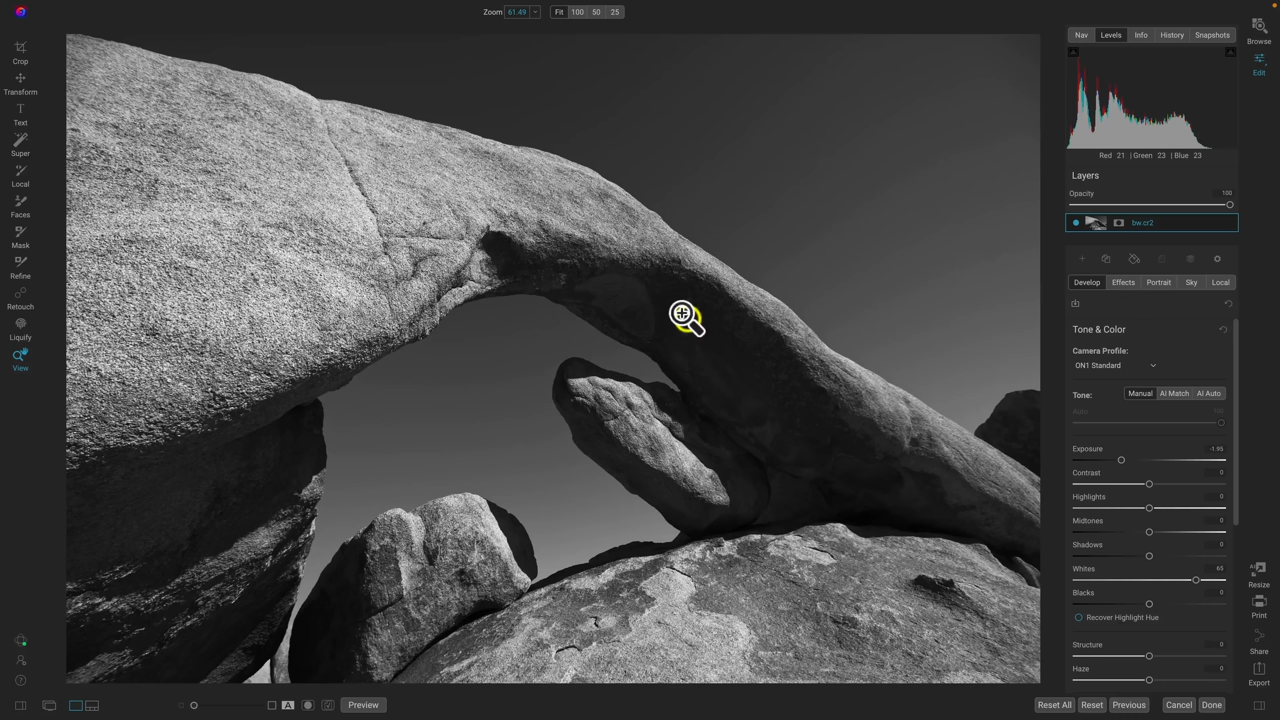 Zoom 61.49 Fit 100 50 25
Crop
Transform
Text
Super
Local
Faces
Mask
Refine
Retouch
Liquify
View
Nav Levels Info History Snapshots
Red 21 | Green 23 | Blue 23
Layers
Opacity 100
bw.cr2
Develop Effects Portrait Sky Local
Tone & Color
Camera Profile:
ON1 Standard
Tone: Manual AI Match AI Auto
Auto 100
Exposure -1.95
Contrast 0
Highlights 0
Midtones 0
Shadows 0
Whites 65
Blacks 0
Recover Highlight Hue
Structure 0
Haze 0
Browse
Edit
Resize
Print
Share
Export
A
Preview
Reset All Reset Previous Cancel Done